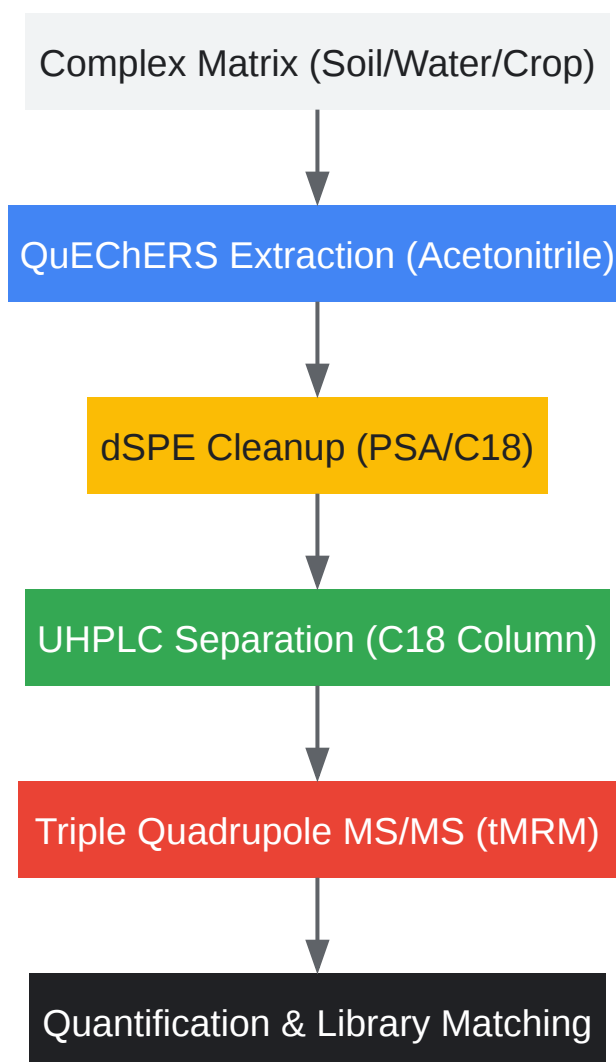 Complex Matrix (Soil/Water/Crop)
QuEChERS Extraction (Acetonitrile)
dSPE Cleanup (PSA/C18)
UHPLC Separation (C18 Column)
Triple Quadrupole MS/MS (tMRM)
Quantification & Library Matching